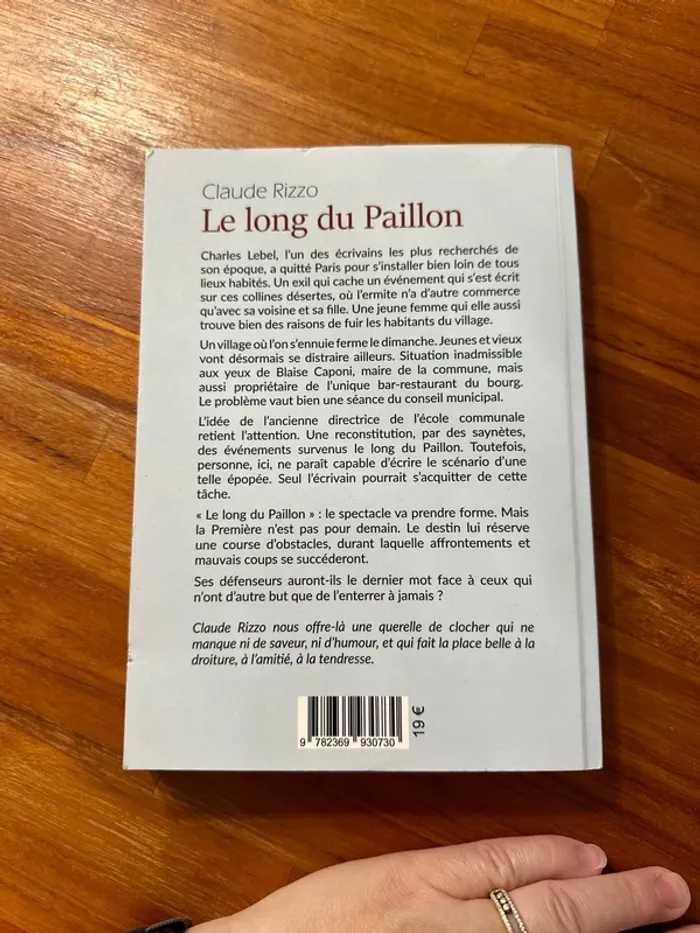 Claude Rizzo
Le long du Paillon
Charles Lebel, l'un des écrivains les plus recherchés de
son époque, a quitté Paris pour s'installer bien loin de tous
lieux habités. Un exil qui cache un événement qui s'est écrit
sur ces collines désertes, où l'ermite n'a d'autre commerce
qu'avec sa voisine et sa fille. Une jeune femme qui elle aussi
trouve bien des raisons de fuir les habitants du village.
Un village où l'on s'ennuie ferme le dimanche. Jeunes et vieux
vont désormais se distraire ailleurs. Situation inadmissible
aux yeux de Blaise Caponi, maire de la commune, mais
aussi propriétaire de l'unique bar-restaurant du bourg.
Le problème vaut bien une séance du conseil municipal.
L'idée de l'ancienne directrice de l'école communale
retient l'attention. Une reconstitution, par des saynètes,
des événements survenus le long du Paillon. Toutefois,
personne, ici, ne paraît capable d'écrire le scénario d'une
telle épopée. Seul l'écrivain pourrait s'acquitter de cette
tâche.
« Le long du Paillon » : le spectacle va prendre forme. Mais
la Première n'est pas pour demain. Le destin lui réserve
une course d'obstacles, durant laquelle affrontements et
mauvais coups se succéderont.
Ses défenseurs auront-ils le dernier mot face à ceux qui
n'ont d'autre but que de l'enterrer à jamais ?
Claude Rizzo nous offre-là une querelle de clocher qui ne
manque ni de saveur, ni d'humour, et qui fait la place belle à la
droiture, à l'amitié, à la tendresse.
9 782369 930730
19 €